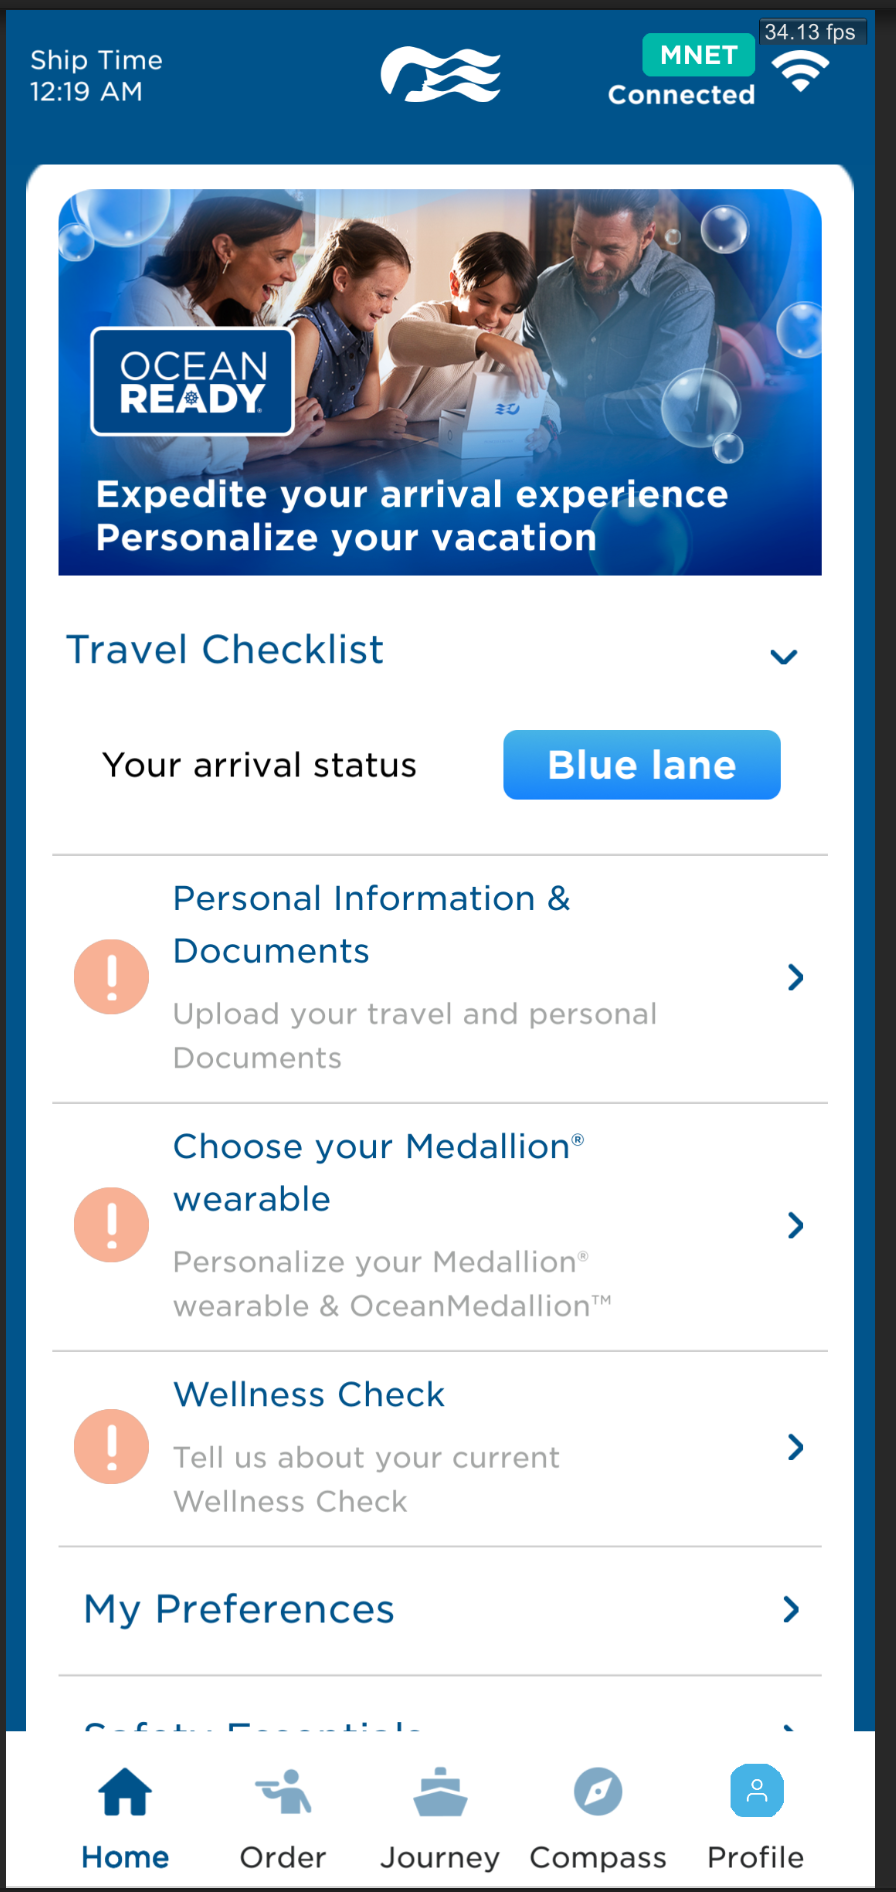 34.13 fps
Ship Time
12:19 AM
MNET
Connected
OCEAN
READY
Expedite your arrival experience
Personalize your vacation
Travel Checklist
Your arrival status
Blue lane
Personal Information &
Documents
Upload your travel and personal
Documents
Choose your Medallion®
wearable
Personalize your Medallion®
wearable & OceanMedallion™
Wellness Check
Tell us about your current
Wellness Check
My Preferences
Safety Essentials
Home
Order
Journey
Compass
Profile